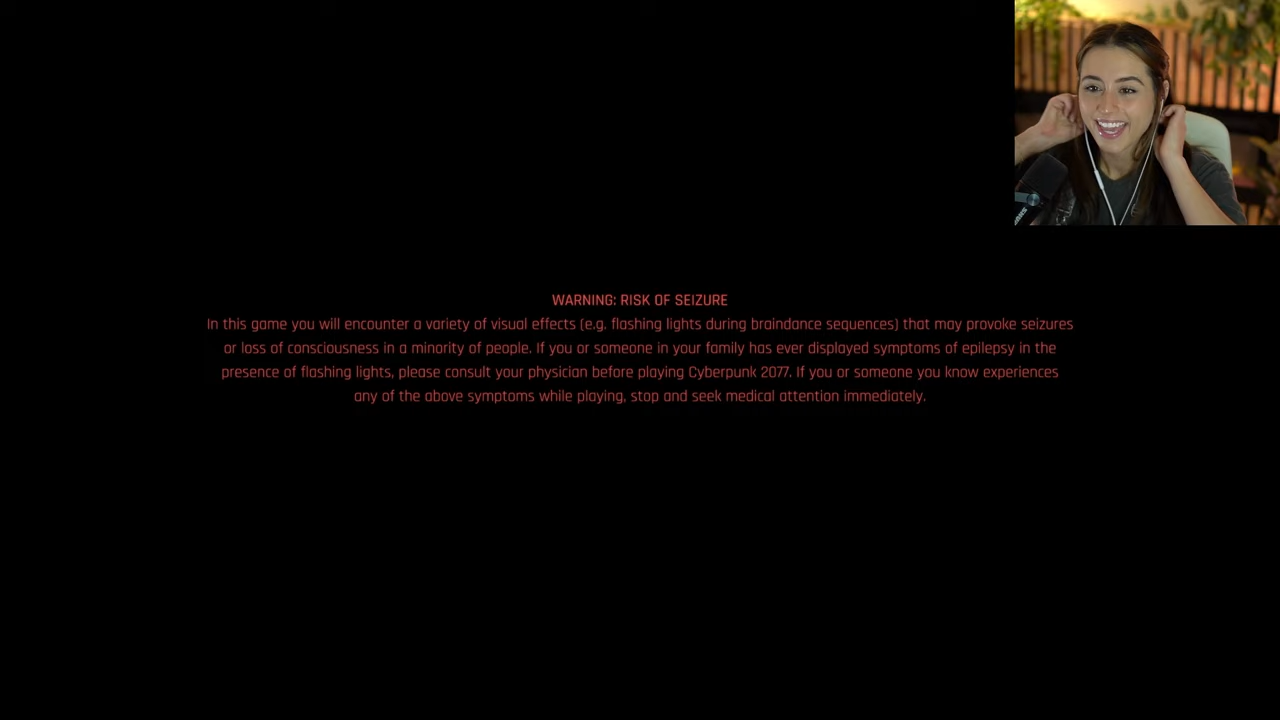 WARNING: RISK OF SEIZURE
In this game you will encounter a variety of visual effects (e.g. flashing lights during braindance sequences) that may provoke seizures
or loss of consciousness in a minority of people. If you or someone in your family has ever displayed symptoms of epilepsy in the
presence of flashing lights, please consult your physician before playing Cyberpunk 2077. If you or someone you know experiences
any of the above symptoms while playing, stop and seek medical attention immediately.